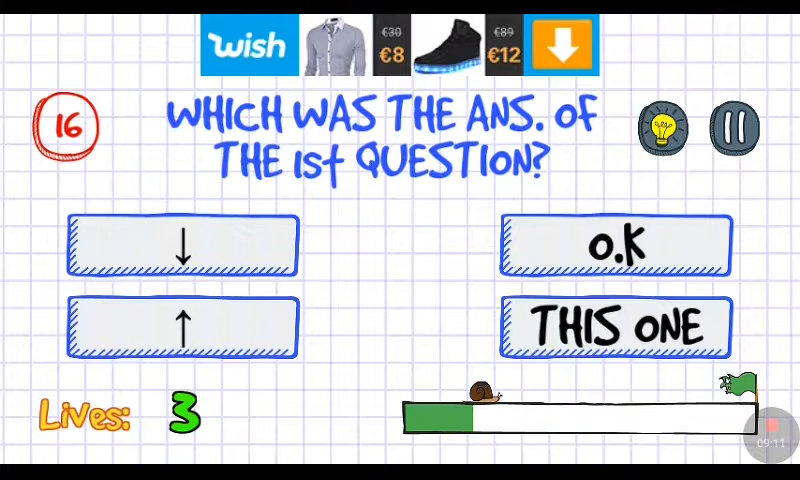 wish
€30
€8
€89
€12
16
WHICH WAS THE ANS. OF
THE 1st QUESTION?
↓
O.K
↑
THIS ONE
Lives: 3
09:11